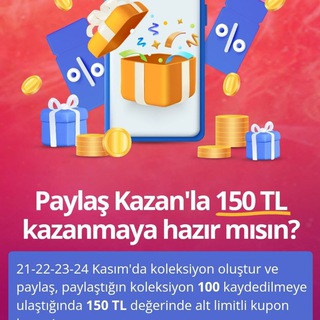 %
%
Paylaş Kazan'la 150 TL
kazanmaya hazır mısın?
21-22-23-24 Kasım'da koleksiyon oluştur ve
paylaş, paylaştığın koleksiyon 100 kaydedilmeye
ulaştığında 150 TL değerinde alt limitli kupon